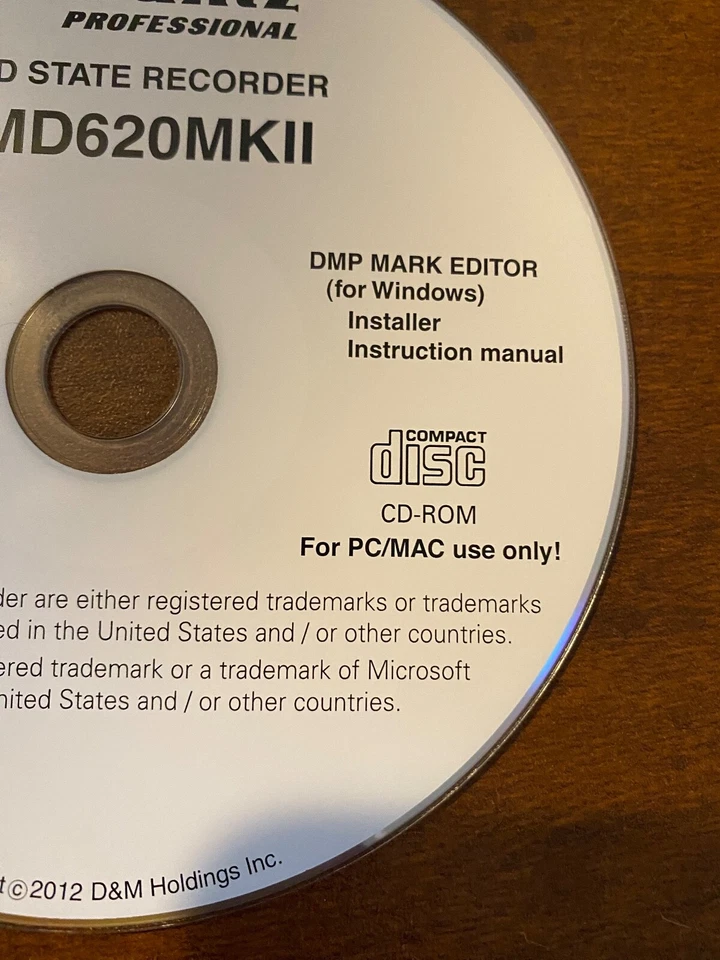 PROFESSIONAL
D STATE RECORDER
MD620MKII
DMP MARK EDITOR
(for Windows)
Installer
Instruction manual
COMPACT
disc
CD-ROM
For PC/MAC use only!
der are either registered trademarks or trademarks
ed in the United States and / or other countries.
ered trademark or a trademark of Microsoft
nited States and / or other countries.
t ©2012 D&M Holdings Inc.